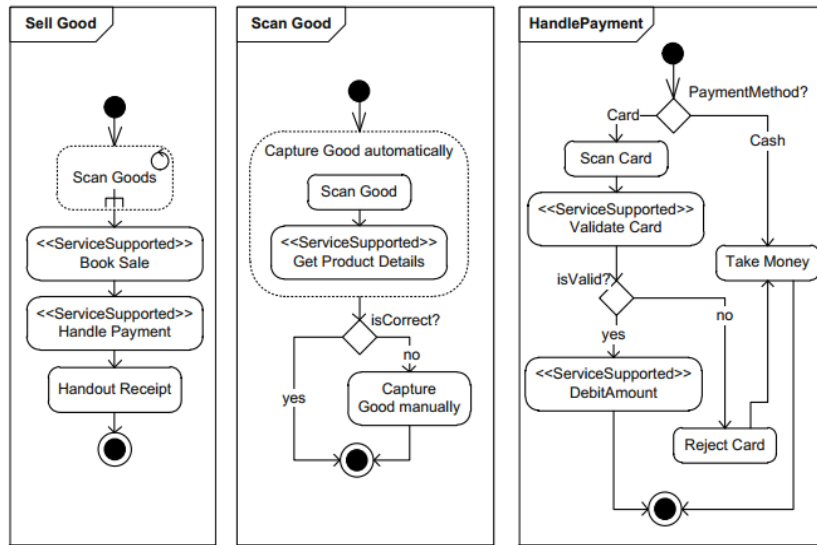 Sell Good
Scan Goods
<<ServiceSupported>>
Book Sale
<<ServiceSupported>>
Handle Payment
Handout Receipt
Scan Good
Capture Good automatically
Scan Good
<<ServiceSupported>>
Get Product Details
isCorrect?
yes
no
Capture
Good manually
HandlePayment
PaymentMethod?
Card
Cash
Scan Card
<<ServiceSupported>>
Validate Card
Take Money
isValid?
no
yes
<<ServiceSupported>>
DebitAmount
Reject Card